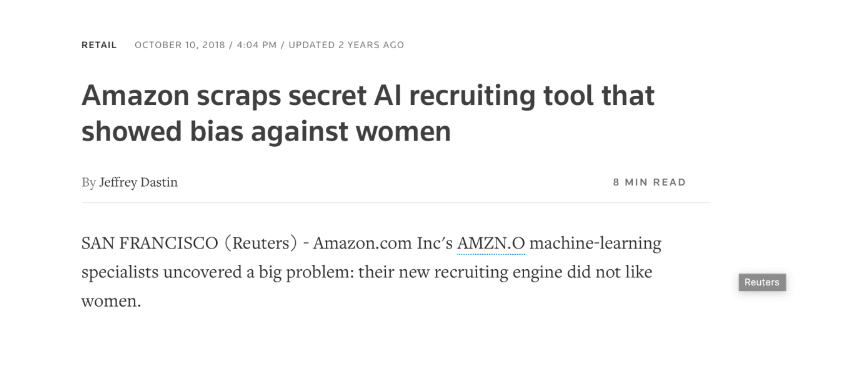 RETAIL OCTOBER 10, 2018 / 4:04 PM / UPDATED 2 YEARS AGO
Amazon scraps secret AI recruiting tool that
showed bias against women
By Jeffrey Dastin 8 MIN READ
SAN FRANCISCO (Reuters) - Amazon.com Inc's AMZN.O machine-learning
specialists uncovered a big problem: their new recruiting engine did not like
women.
Reuters